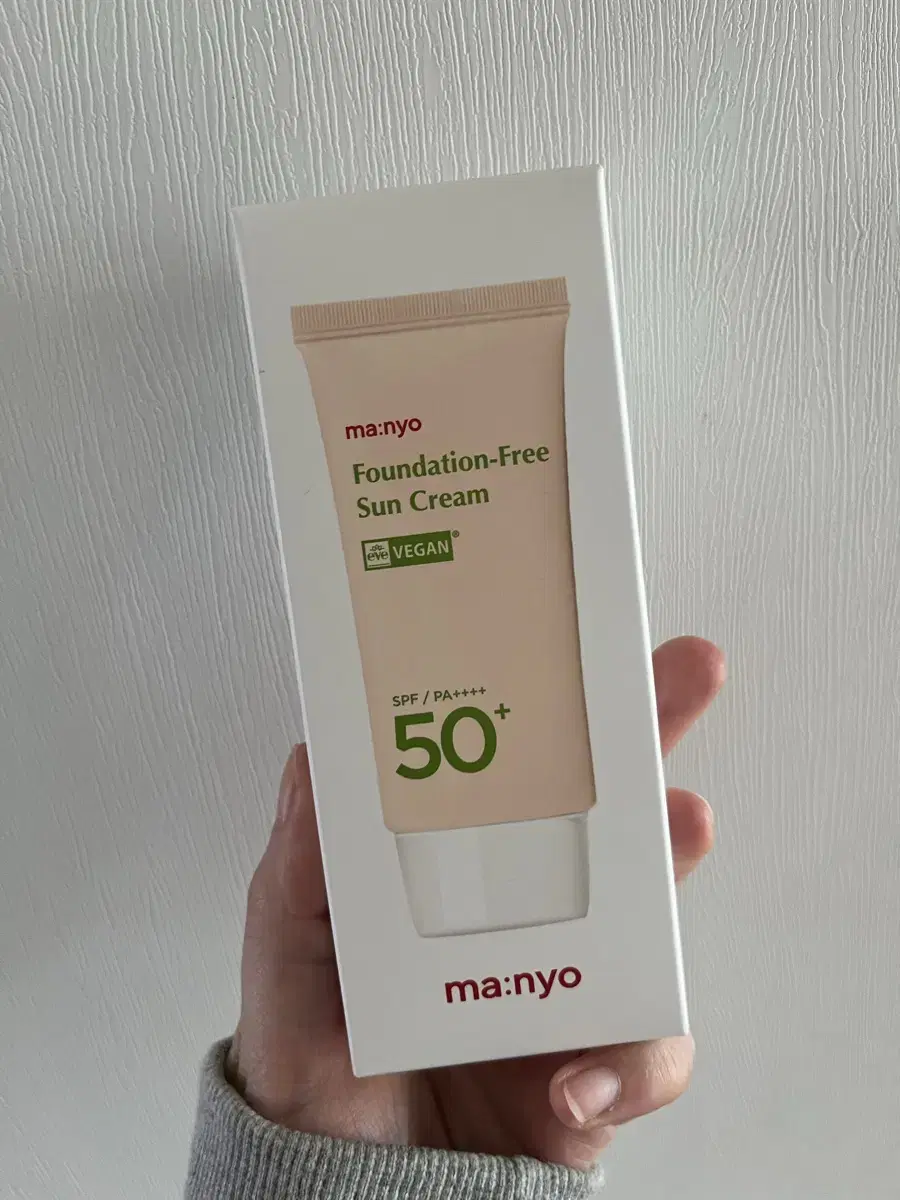 ma:nyo
Foundation-Free
Sun Cream
eve VEGAN®
SPF / PA++++
50+
ma:nyo